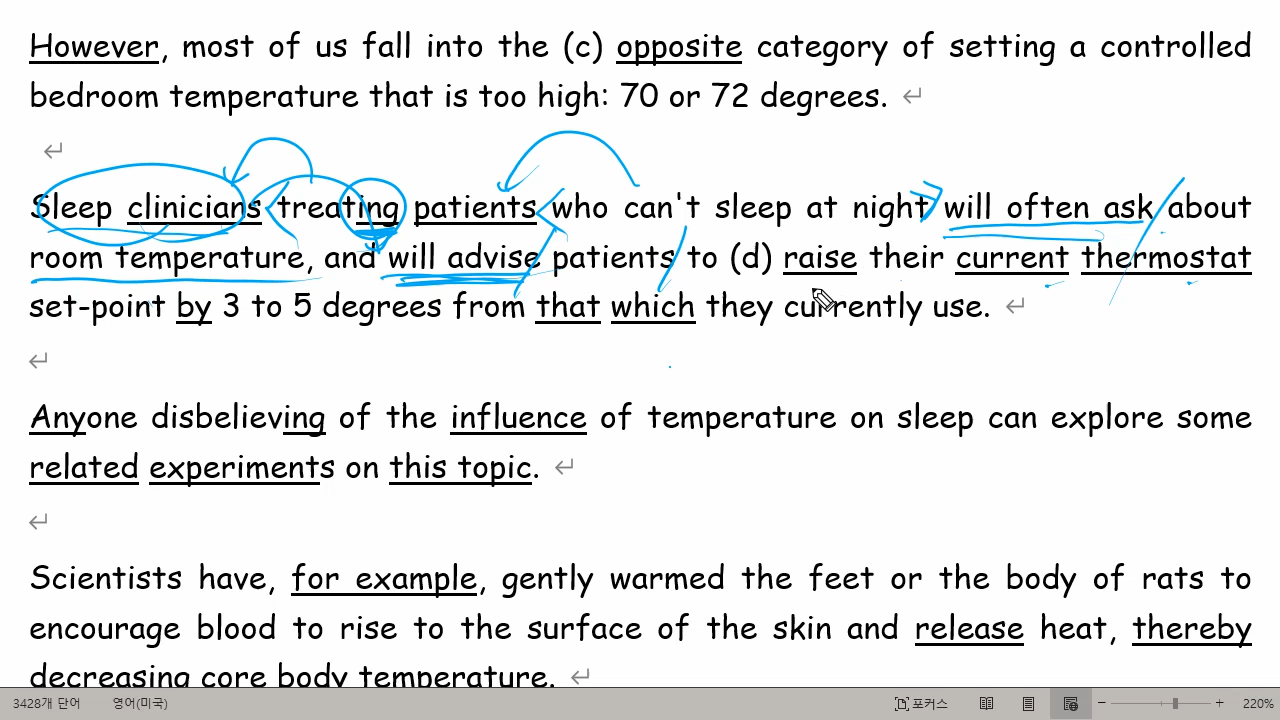 However, most of us fall into the (c) opposite category of setting a controlled
bedroom temperature that is too high: 70 or 72 degrees.
Sleep clinicians treating patients who can't sleep at night will often ask about
room temperature, and will advise patients to (d) raise their current thermostat
set-point by 3 to 5 degrees from that which they currently use.
Anyone disbelieving of the influence of temperature on sleep can explore some
related experiments on this topic.
Scientists have, for example, gently warmed the feet or the body of rats to
encourage blood to rise to the surface of the skin and release heat, thereby
decreasing core body temperature.
3428개 단어 영어(미국) 포커스 220%